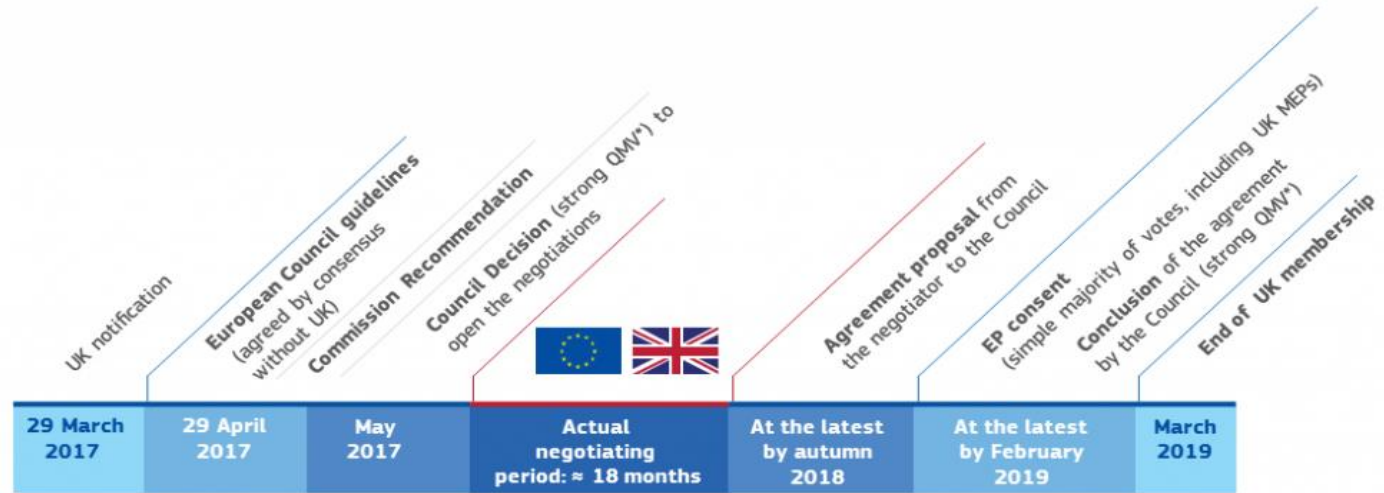 UK notification
European Council guidelines
(agreed by consensus
without UK)
Commission Recommendation
Council Decision (strong QMV*) to
open the negotiations
Agreement proposal from
the negotiator to the Council
EP consent
(simple majority of votes, including UK MEPs)
Conclusion of the agreement
by the Council (strong QMV*)
End of UK membership
29 March
2017
29 April
2017
May
2017
Actual
negotiating
period: ≈ 18 months
At the latest
by autumn
2018
At the latest
by February
2019
March
2019